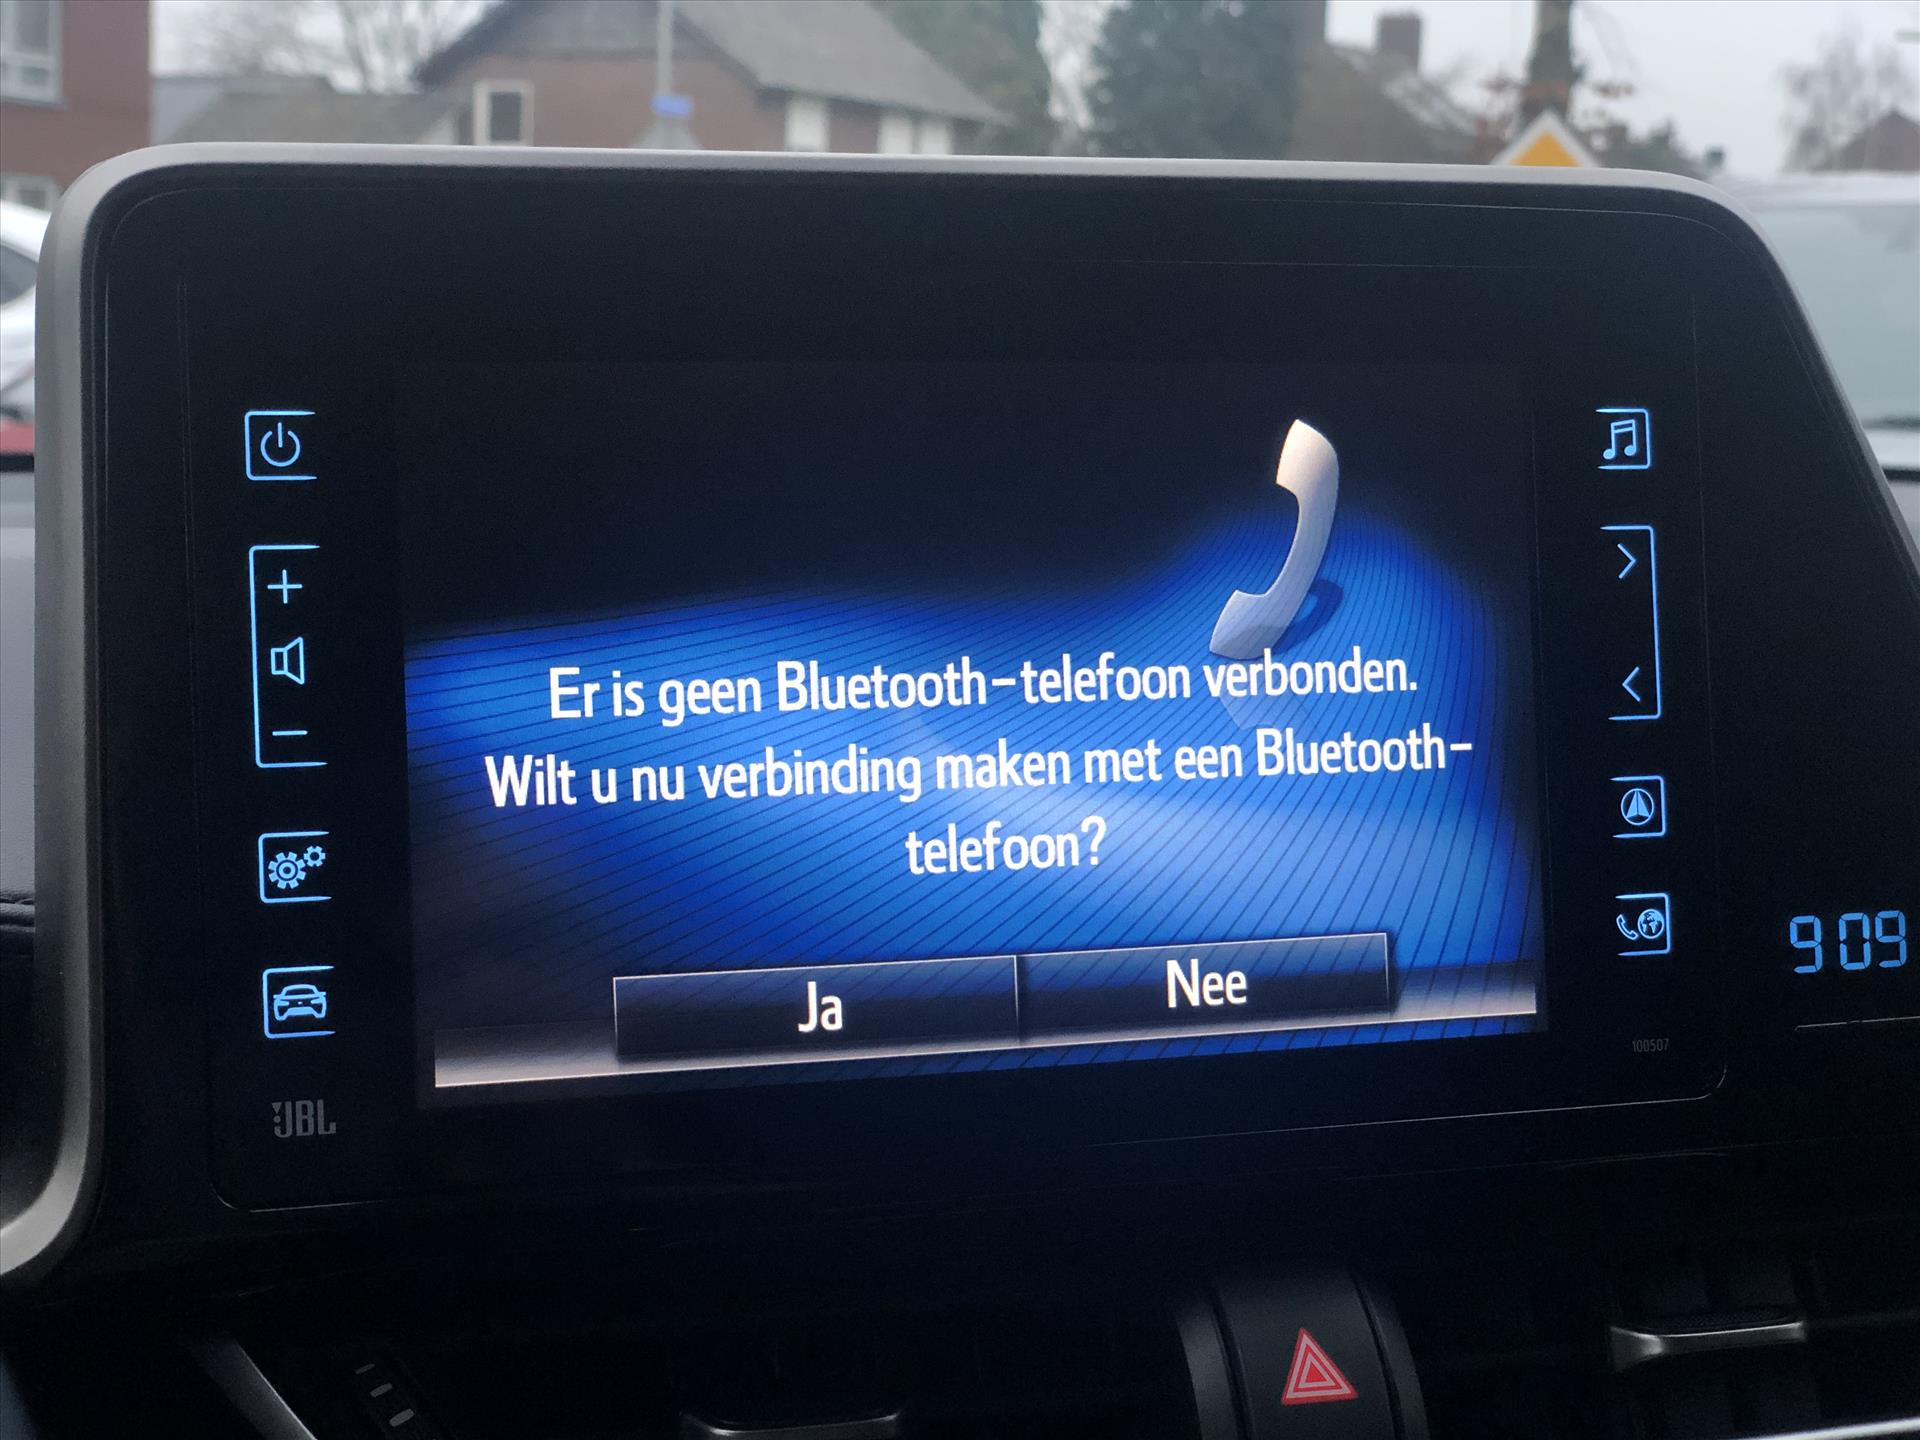 Er is geen Bluetooth-telefoon verbonden.
Wilt u nu verbinding maken met een Bluetooth-
telefoon?
Ja
Nee
9:09
100507
JBL